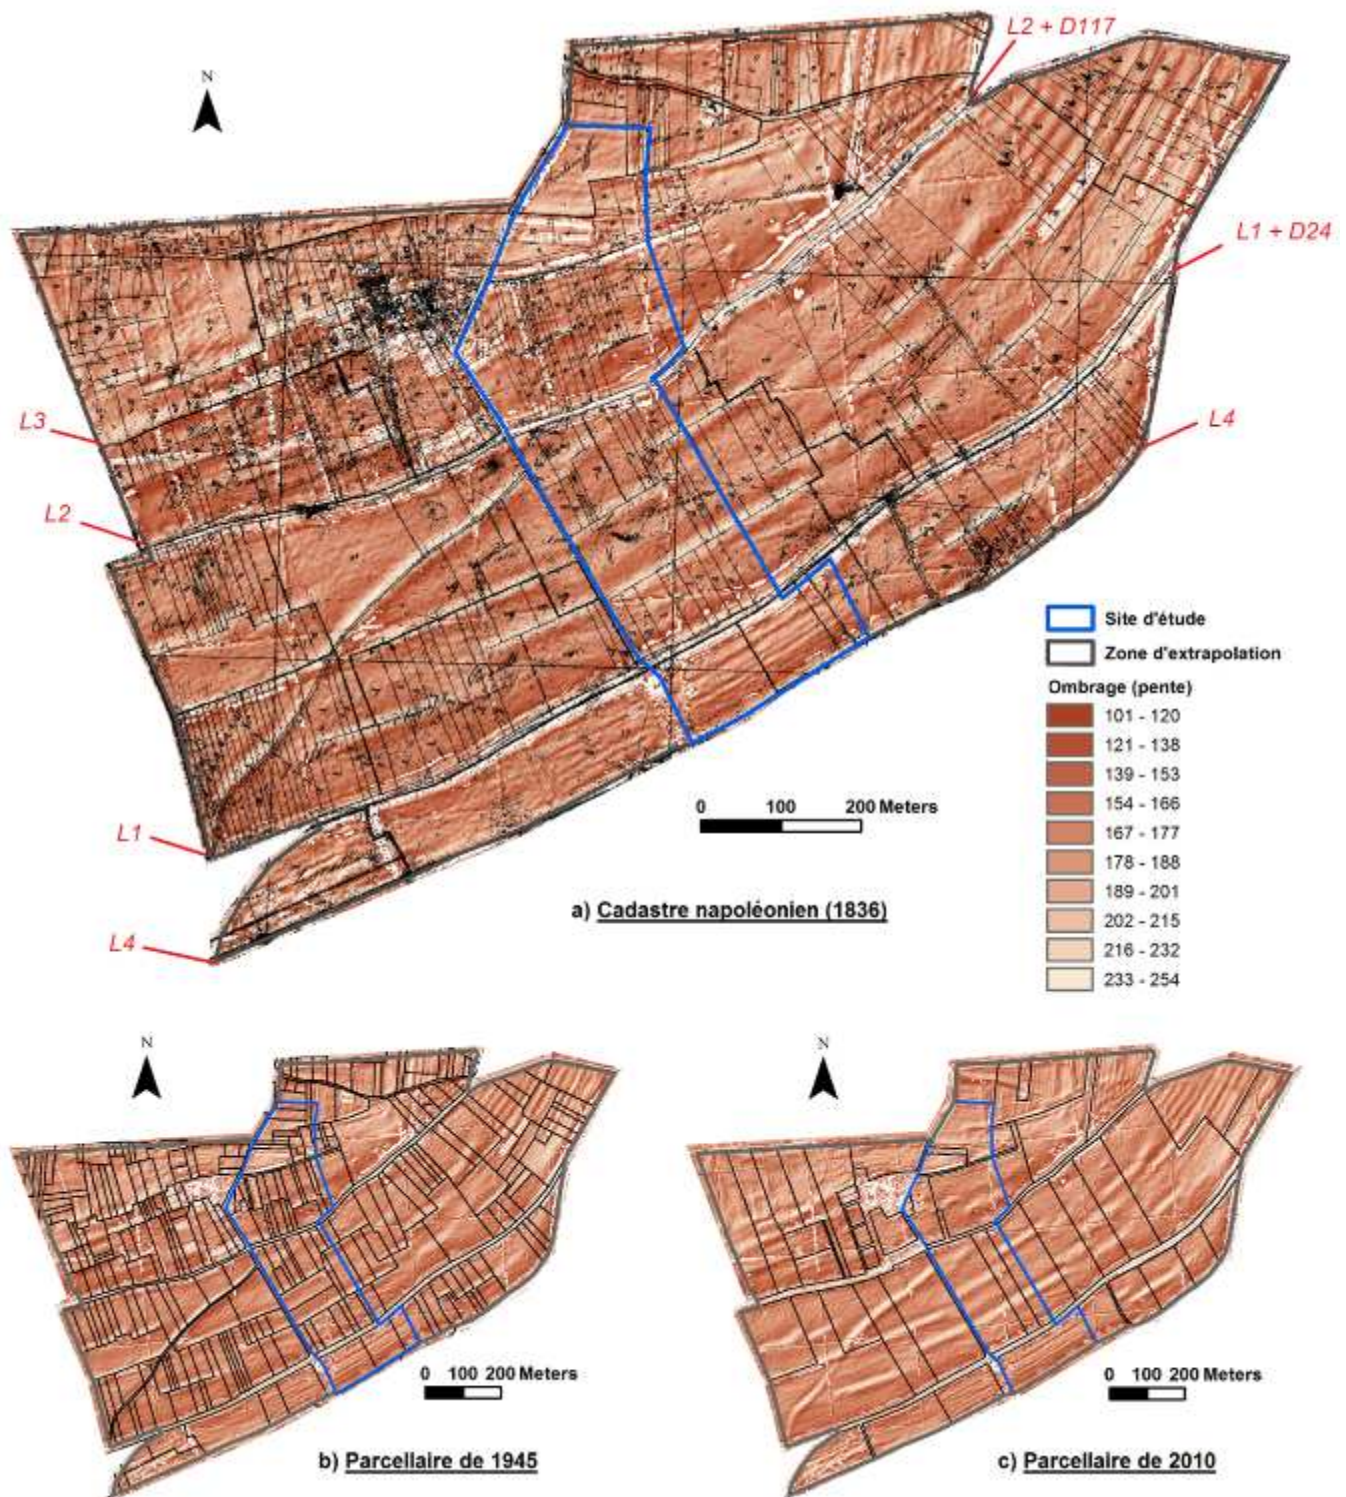 L2 + D117
N
L1 + D24
L3
L4
L2
Site d'étude
Zone d'extrapolation
Ombrage (pente)
101 - 120
121 - 138
139 - 153
154 - 166
167 - 177
178 - 188
189 - 201
202 - 215
216 - 232
233 - 254
0 100 200 Meters
L1
a) Cadastre napoléonien (1836)
L4
N
N
0 100 200 Meters
0 100 200 Meters
b) Parcellaire de 1945
c) Parcellaire de 2010